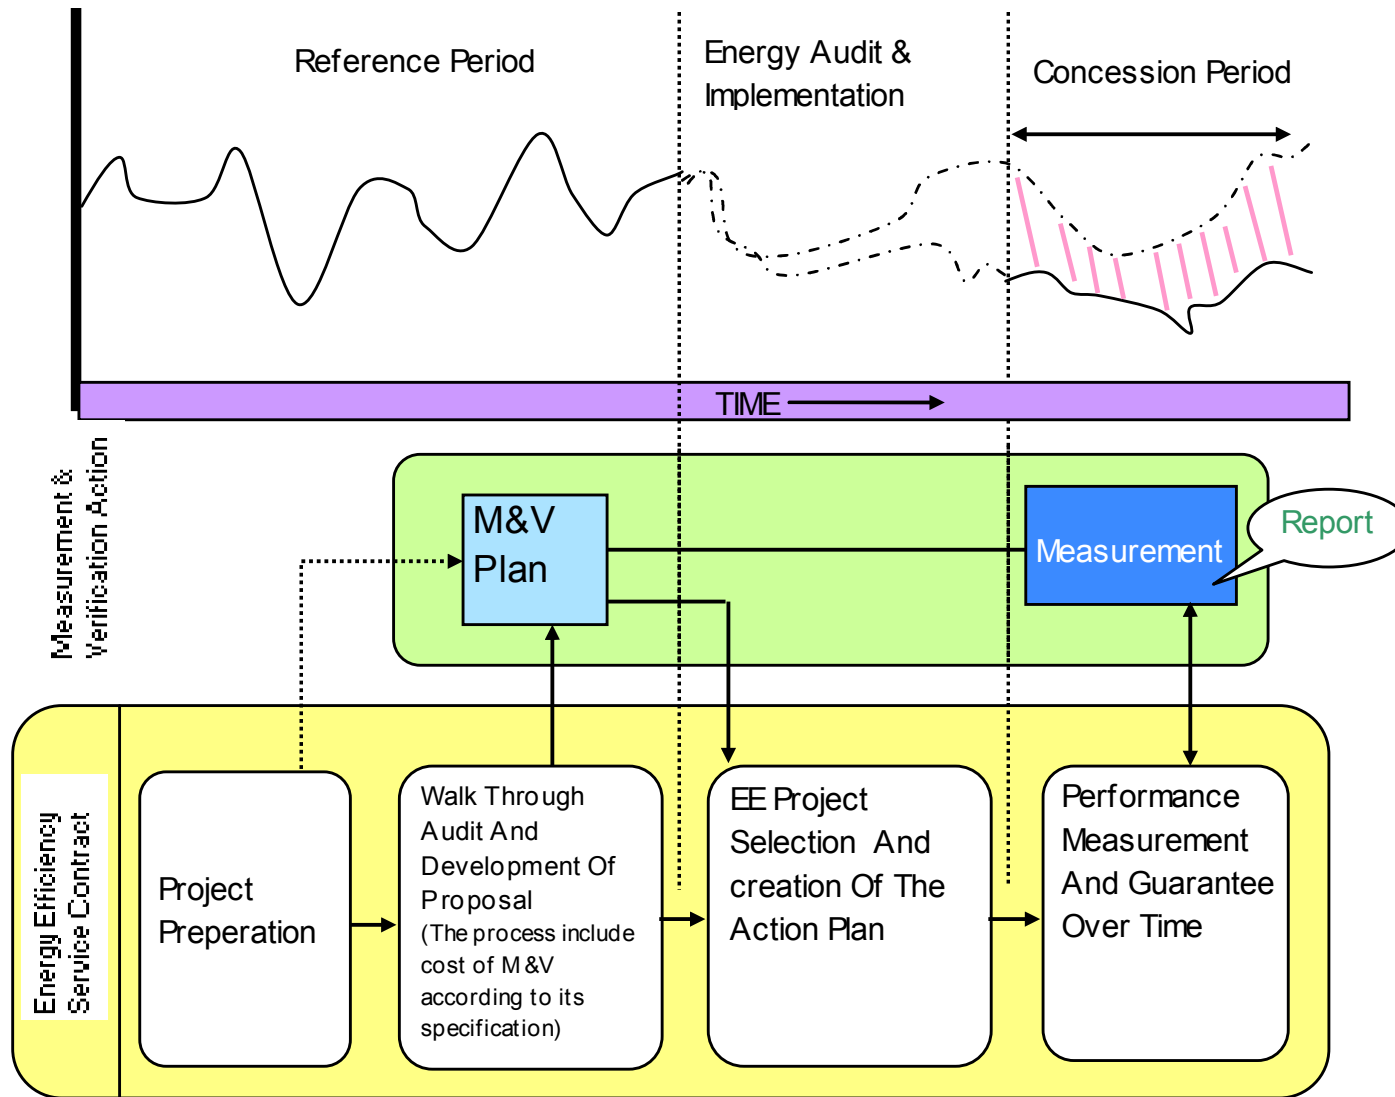 Reference Period
Energy Audit &
Implementation
Concession Period
TIME
Measurement &
Verification Action
M&V
Plan
Measurement
Report
Energy Efficiency
Service Contract
Project
Preperation
Walk Through
Audit And
Development Of
Proposal
(The process include
cost of M&V
according to its
specification)
EE Project
Selection And
creation Of The
Action Plan
Performance
Measurement
And Guarantee
Over Time